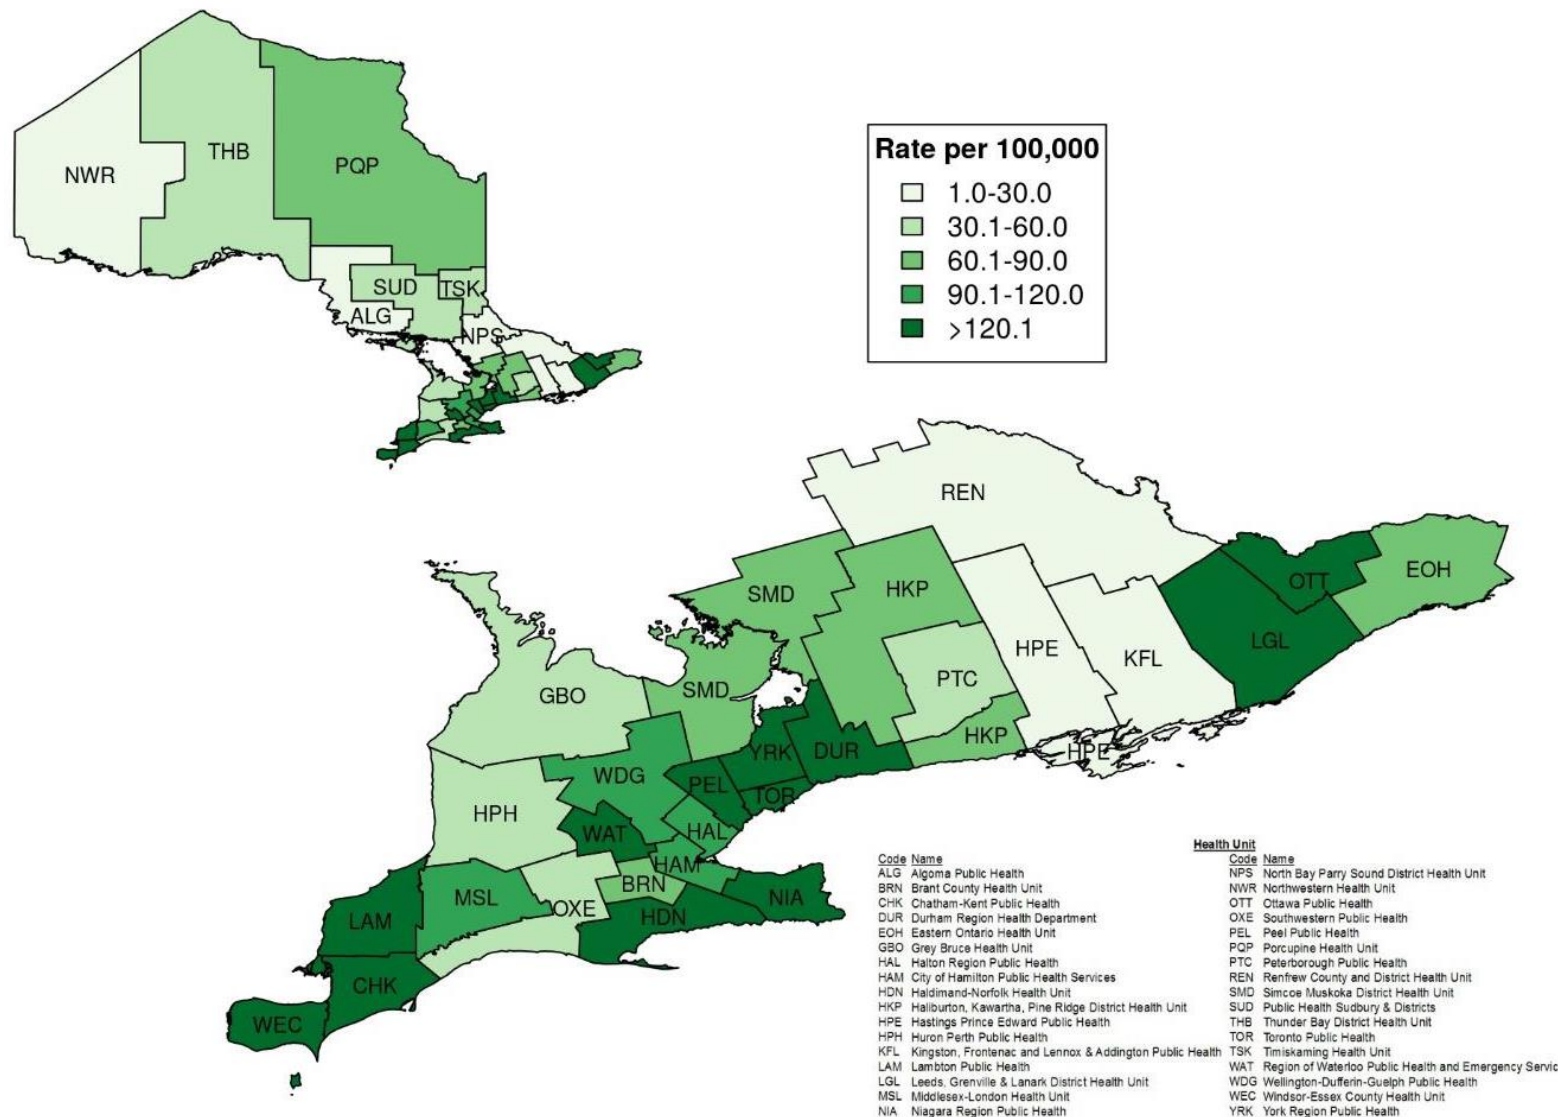 THB
PQP
NWR
SUD
TSK
ALG
NPS
Rate per 100,000
1.0-30.0
30.1-60.0
60.1-90.0
90.1-120.0
>120.1
REN
OTT
EOH
SMD
HKP
HPE
KFL
LGL
GBO
SMD
PTC
HKP
HPE
YRK
DUR
WDG
PEL
TOR
HPH
WAT
HAL
HAM
MSL
BRN
OXE
HDN
NIA
LAM
CHK
WEC
Health Unit
Code Name
ALG Algoma Public Health
BRN Brant County Health Unit
CHK Chatham-Kent Public Health
DUR Durham Region Health Department
EOH Eastern Ontario Health Unit
GBO Grey Bruce Health Unit
HAL Halton Region Public Health
HAM City of Hamilton Public Health Services
HDN Haldimand-Norfolk Health Unit
HKP Haliburton, Kawartha, Pine Ridge District Health Unit
HPE Hastings Prince Edward Public Health
HPH Huron Perth Public Health
KFL Kingston, Frontenac and Lennox & Addington Public Health
LAM Lambton Public Health
LGL Leeds, Grenville & Lanark District Health Unit
MSL Middlesex-London Health Unit
NIA Niagara Region Public Health
Code Name
NPS North Bay Parry Sound District Health Unit
NWR Northwestern Health Unit
OTT Ottawa Public Health
OXE Southwestern Public Health
PEL Peel Public Health
PQP Porcupine Health Unit
PTC Peterborough Public Health
REN Renfrew County and District Health Unit
SMD Simcoe Muskoka District Health Unit
SUD Public Health Sudbury & Districts
THB Thunder Bay District Health Unit
TOR Toronto Public Health
TSK Timiskaming Health Unit
WAT Region of Waterloo Public Health and Emergency Servic
WDG Wellington-Dufferin-Guelph Public Health
WEC Windsor-Essex County Health Unit
YRK York Region Public Health